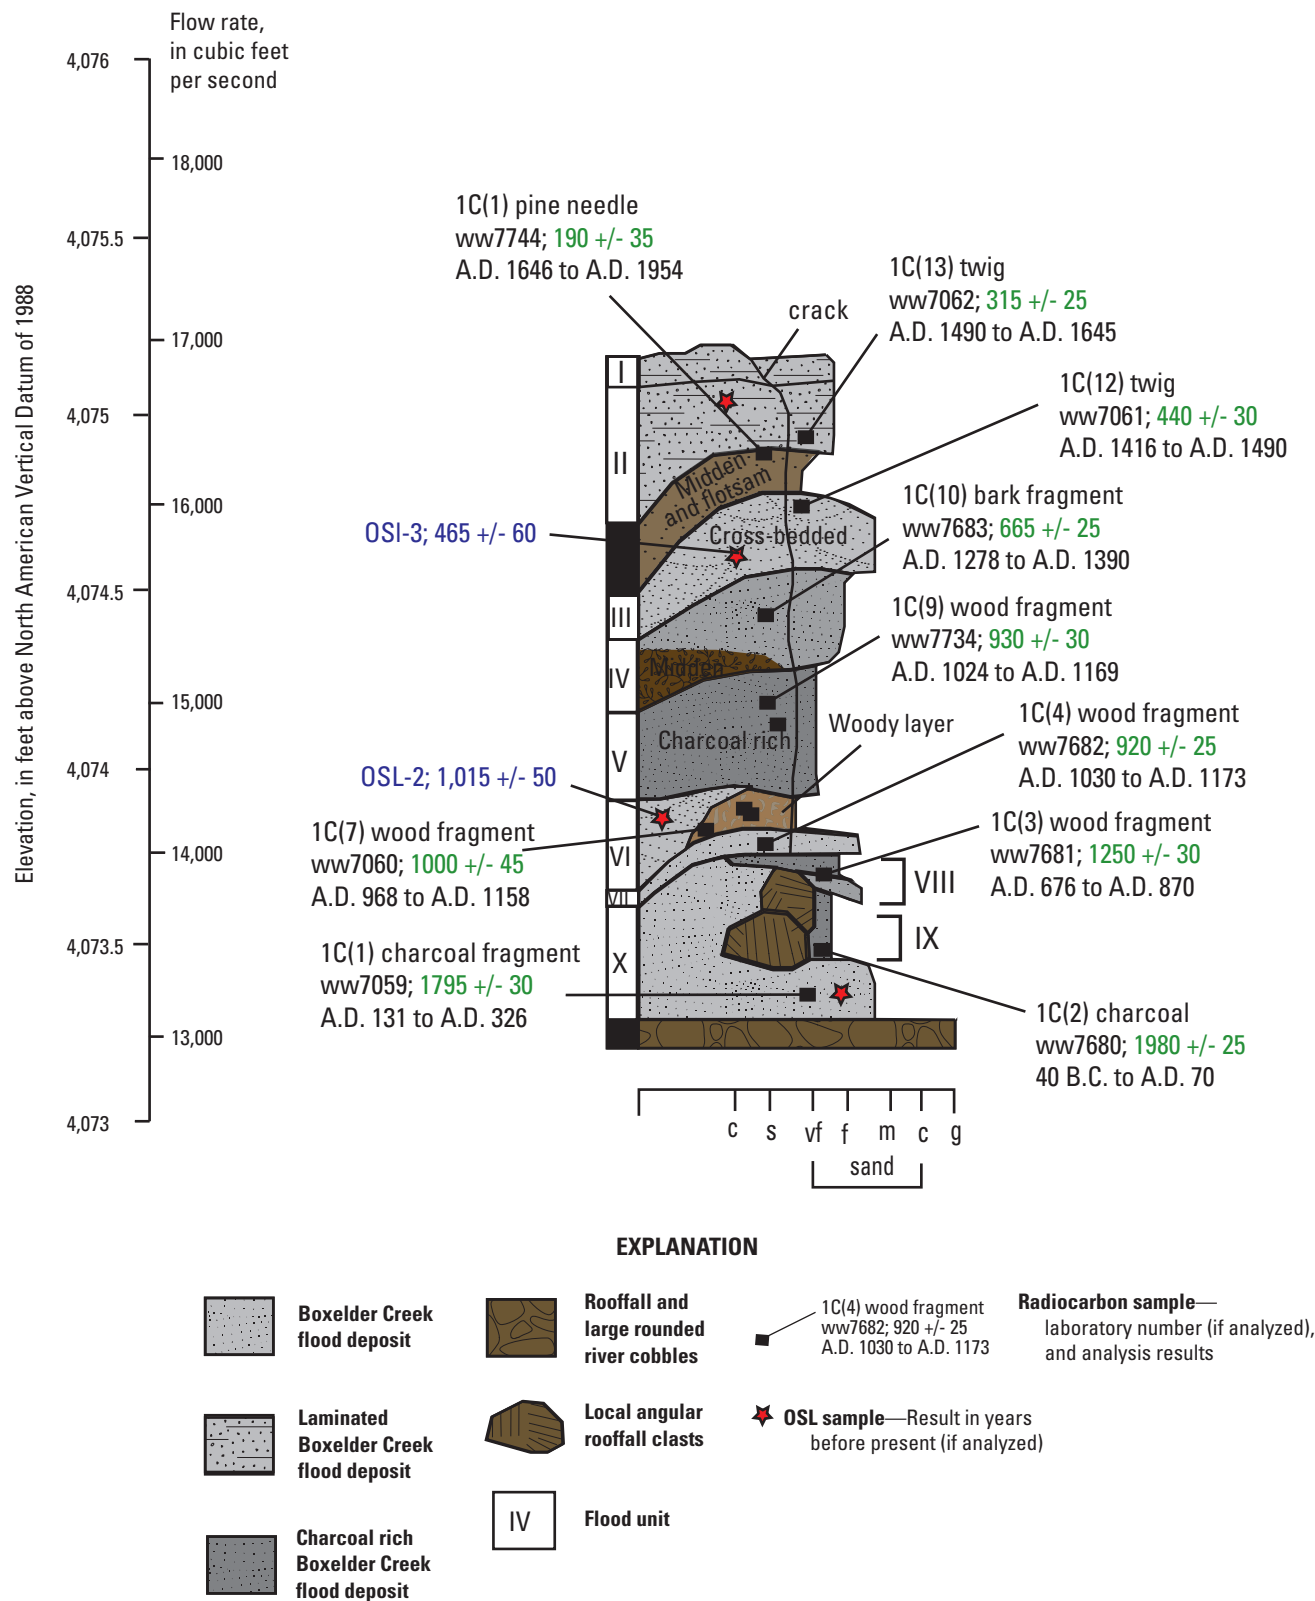 Flow rate,
in cubic feet
per second
Elevation, in feet above North American Vertical Datum of 1988
4,076
4,075.5
4,075
4,074.5
4,074
4,073.5
4,073
18,000
17,000
16,000
15,000
14,000
13,000
1C(1) pine needle
ww7744; 190 +/- 35
A.D. 1646 to A.D. 1954
crack
1C(13) twig
ww7062; 315 +/- 25
A.D. 1490 to A.D. 1645
1C(12) twig
ww7061; 440 +/- 30
A.D. 1416 to A.D. 1490
1C(10) bark fragment
ww7683; 665 +/- 25
A.D. 1278 to A.D. 1390
1C(9) wood fragment
ww7734; 930 +/- 30
A.D. 1024 to A.D. 1169
1C(4) wood fragment
ww7682; 920 +/- 25
A.D. 1030 to A.D. 1173
1C(3) wood fragment
ww7681; 1250 +/- 30
A.D. 676 to A.D. 870
1C(2) charcoal
ww7680; 1980 +/- 25
40 B.C. to A.D. 70
OSl-3; 465 +/- 60
OSL-2; 1,015 +/- 50
1C(7) wood fragment
ww7060; 1000 +/- 45
A.D. 968 to A.D. 1158
1C(1) charcoal fragment
ww7059; 1795 +/- 30
A.D. 131 to A.D. 326
I
II
III
IV
V
VI
VII
X
VIII
IX
Midden
and flotsam
Cross-bedded
Midden
Charcoal rich
Woody layer
c s vf f m c g
sand
EXPLANATION
Boxelder Creek
flood deposit
Laminated
Boxelder Creek
flood deposit
Charcoal rich
Boxelder Creek
flood deposit
Rooffall and
large rounded
river cobbles
Local angular
rooffall clasts
IV
Flood unit
1C(4) wood fragment
ww7682; 920 +/- 25
A.D. 1030 to A.D. 1173
Radiocarbon sample—
laboratory number (if analyzed),
and analysis results
OSL sample—Result in years
before present (if analyzed)